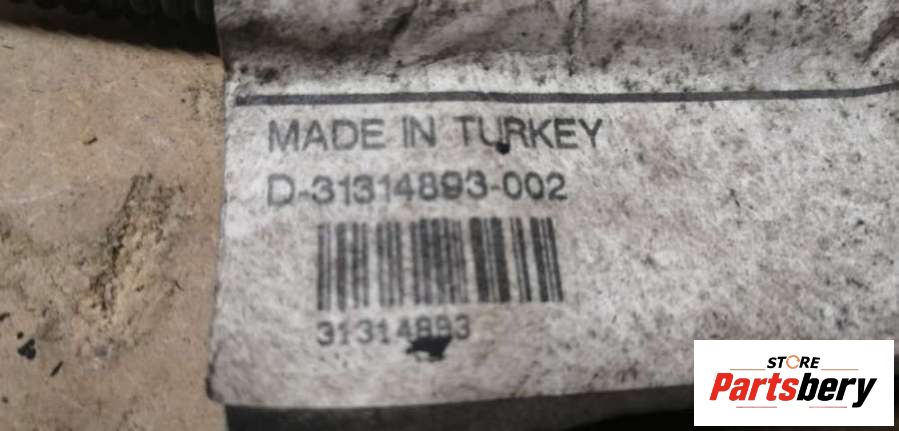 MADE IN TURKEY
D-31314893-002
31314893
STORE
Partsbery